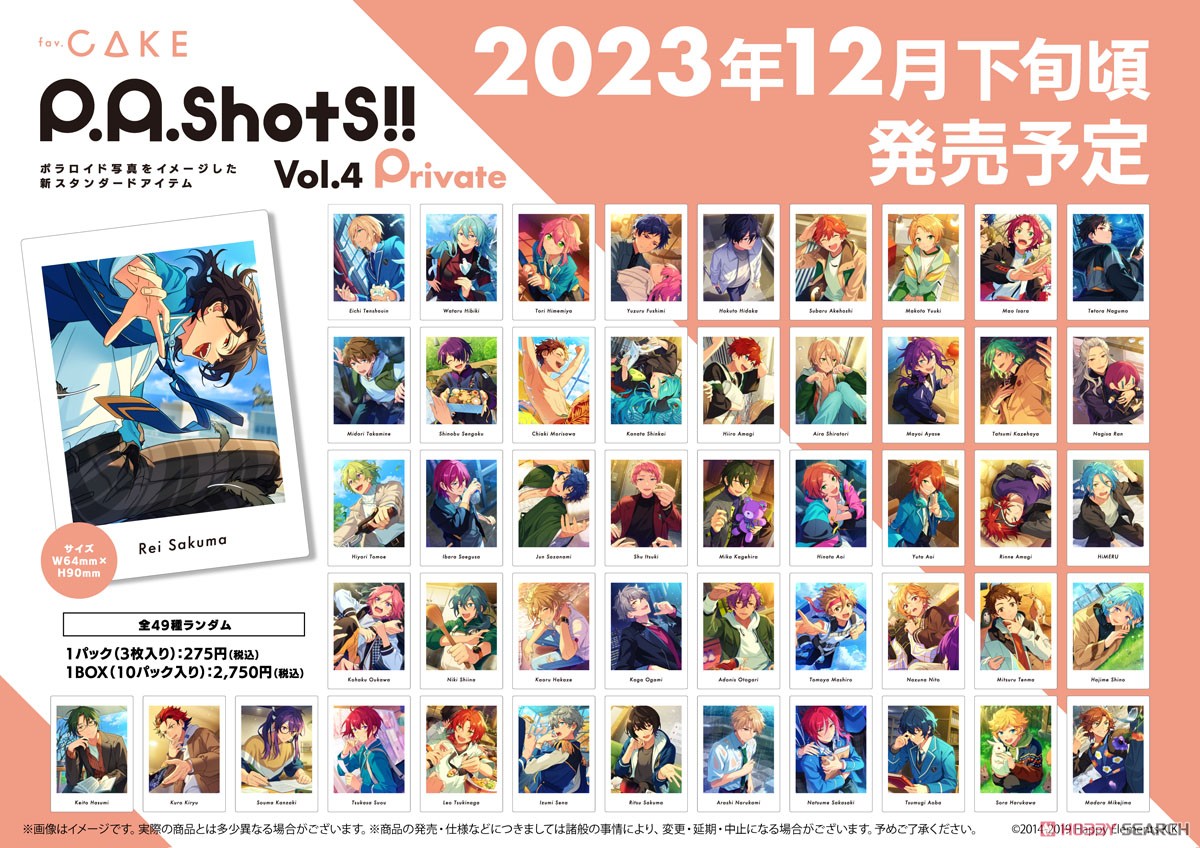 fav.CAKE
P.A.ShotS!!
ポラロイド写真をイメージした
新スタンダードアイテム
Vol.4 Private
2023年12月下旬頃
発売予定
Rei Sakuma
サイズ
W64mm×
H90mm
全49種ランダム
1パック(3枚入り):275円(税込)
1BOX(10パック入り):2,750円(税込)
Eichi Tenshouin
Wataru Hibiki
Tori Himemiya
Yuzuru Fushimi
Hokuto Hidaka
Subaru Akehoshi
Makoto Yuuki
Mao Isara
Tetora Nagumo
Midori Takamine
Shinobu Sengoku
Chiaki Morisawa
Kanata Shinkai
Hiiro Amagi
Aira Shiratori
Mayoi Ayase
Tatsumi Kazehaya
Nagisa Ran
Hiyori Tomoe
Ibara Saegusa
Jun Sazanami
Shu Itsuki
Mika Kagehira
Hinata Aoi
Yuta Aoi
Rinne Amagi
HiMERU
Kohaku Oukawa
Niki Shiina
Kaoru Hakaze
Koga Ogami
Adonis Otogari
Tomoya Mashiro
Nazuna Nito
Mitsuru Tenma
Hajime Shino
Keito Hasumi
Kuro Kiryu
Souma Kanzaki
Tsukasa Suou
Leo Tsukinaga
Izumi Sena
Ritsu Sakuma
Arashi Narukami
Natsume Sakasaki
Tsumugi Aoba
Sora Harukawa
Madara Mikejima
※画像はイメージです。実際の商品とは多少異なる場合がございます。※商品の発売・仕様などにつきましては諸般の事情により、変更・延期・中止になる場合がございます。予めご了承ください。
©2014-2019 Happy Elements K.K
HOBBY SEARCH